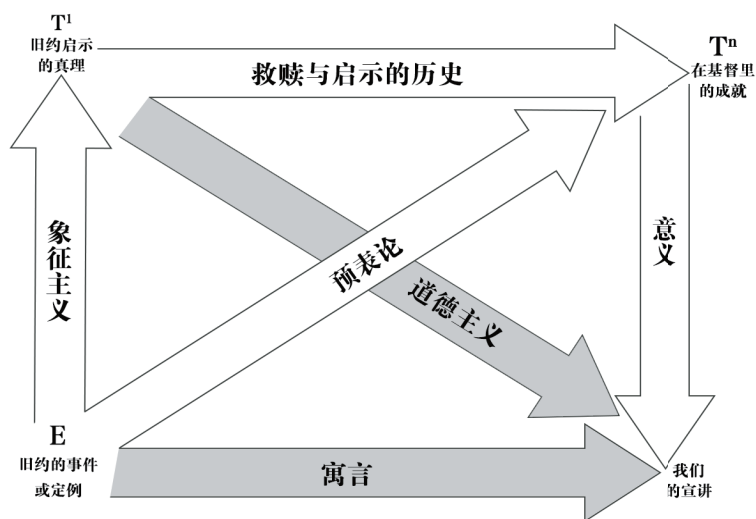 T¹
旧约启示
的真理
救赎与启示的历史
Tⁿ
在基督里
的成就
象征主义
预表论
道德主义
意义
E
旧约的事件
或定例
寓言
我们
的宣讲